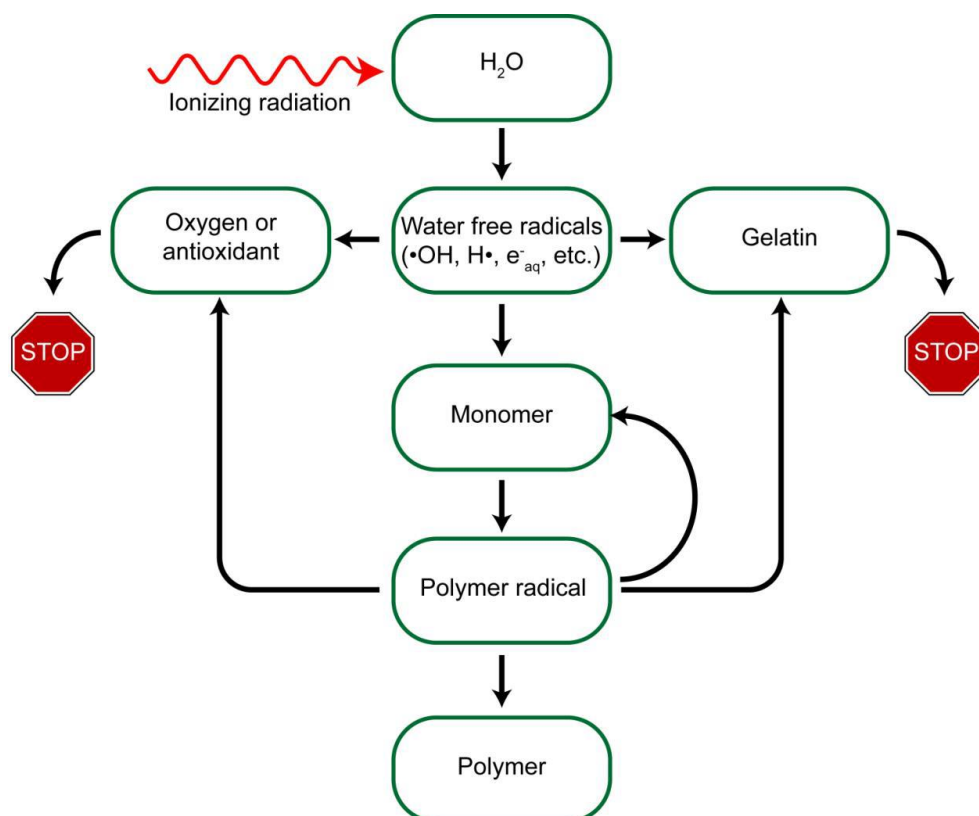 H₂O
Ionizing radiation
Oxygen or
antioxidant
Water free radicals
(•OH, H•, e⁻aq, etc.)
Gelatin
STOP
STOP
Monomer
Polymer radical
Polymer